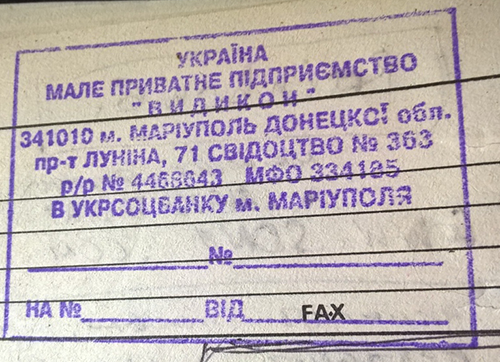 УКРАЇНА
МАЛЕ ПРИВАТНЕ ПІДПРИЄМСТВО
"ВИДИКОН"
341010 м. МАРІУПОЛЬ ДОНЕЦКОЇ обл.
пр-т ЛУНІНА, 71 СВІДОЦТВО № 363
р/р № 4468643 МФО 334185
В УКРСОЦБАНКУ м. МАРІУПОЛЯ
№
НА № ВІД FAX